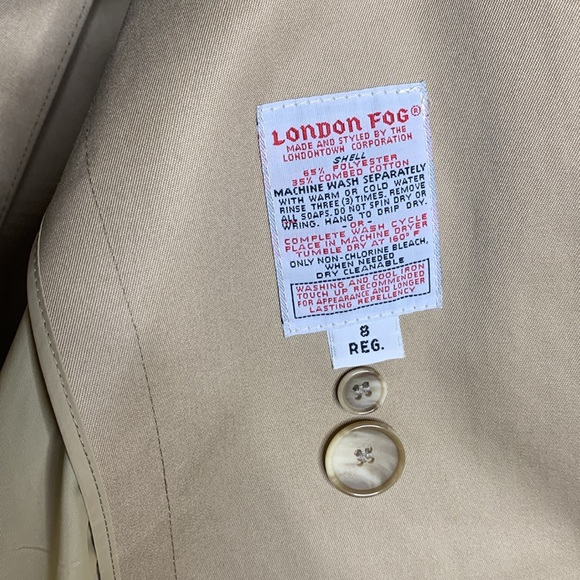 LONDON FOG®
MADE AND STYLED BY THE
LONDONTOWN CORPORATION
SHELL
65% POLYESTER
35% COMBED COTTON
MACHINE WASH SEPARATELY
WITH WARM OR COLD WATER
RINSE THREE (3) TIMES. REMOVE
ALL SOAPS. DO NOT SPIN DRY OR
WRING. HANG TO DRIP DRY.
-OR-
COMPLETE WASH CYCLE
PLACE IN MACHINE DRYER
TUMBLE DRY AT 160° F
ONLY NON-CHLORINE BLEACH,
WHEN NEEDED
DRY CLEANABLE
WASHING AND COOL IRON
TOUCH UP RECOMMENDED
FOR APPEARANCE AND LONGER
LASTING REPELLENCY
8
REG.